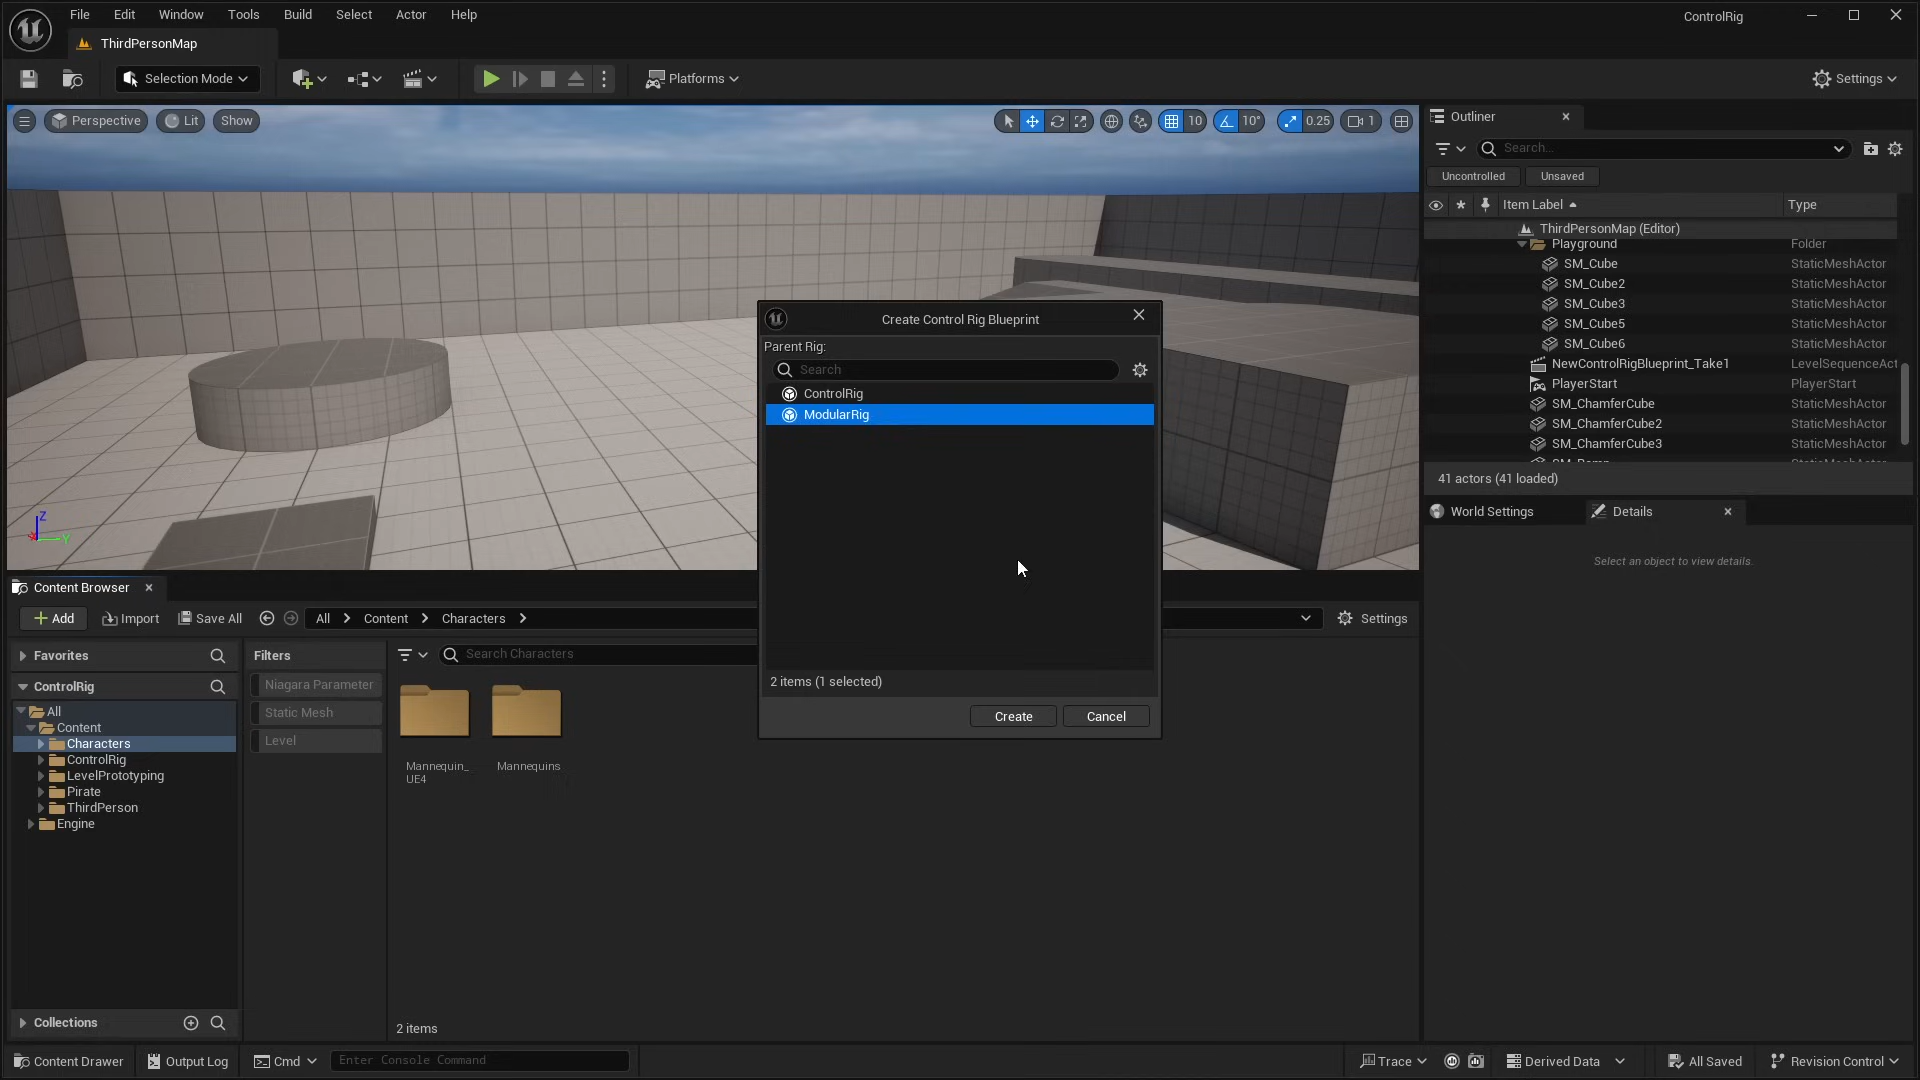 File Edit Window Tools Build Select Actor Help
ControlRig
ThirdPersonMap
Selection Mode
Platforms
Settings
Perspective Lit Show
10 10° 0.25 1
Outliner
Search...
Uncontrolled Unsaved
Item Label Type
ThirdPersonMap (Editor)
Playground Folder
SM_Cube StaticMeshActor
SM_Cube2 StaticMeshActor
SM_Cube3 StaticMeshActor
SM_Cube5 StaticMeshActor
SM_Cube6 StaticMeshActor
NewControlRigBlueprint_Take1 LevelSequenceAct
PlayerStart PlayerStart
SM_ChamferCube StaticMeshActor
SM_ChamferCube2 StaticMeshActor
SM_ChamferCube3 StaticMeshActor
41 actors (41 loaded)
World Settings Details
Select an object to view details.
Create Control Rig Blueprint
Parent Rig:
Search
ControlRig
ModularRig
2 items (1 selected)
Create Cancel
Z
Y
Content Browser
Add Import Save All All Content Characters Settings
Favorites
ControlRig
All
Content
Characters
ControlRig
LevelPrototyping
Pirate
ThirdPerson
Engine
Collections
Filters
Niagara Parameter
Static Mesh
Level
Search Characters
Mannequin_
UE4
Mannequins
2 items
Content Drawer Output Log Cmd Enter Console Command
Trace Derived Data All Saved Revision Control